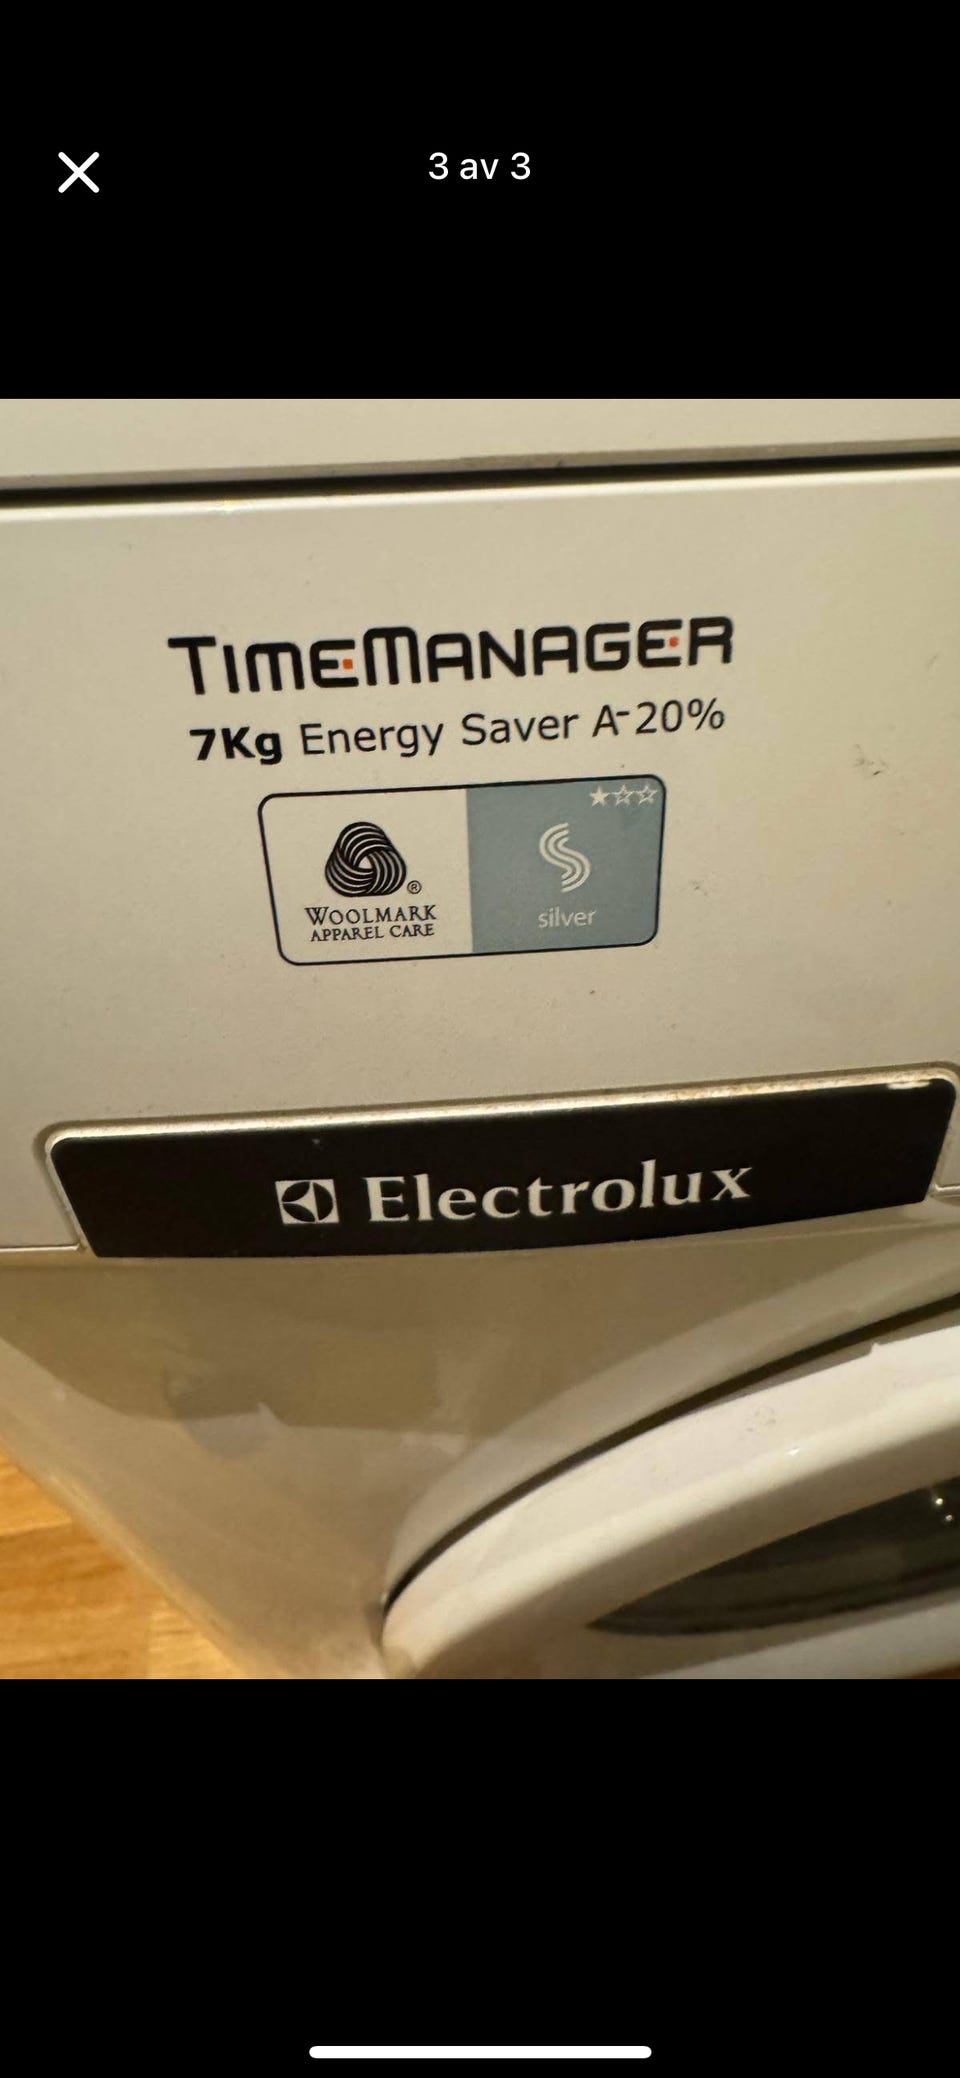 3 av 3
TIMEMANAGER
7Kg Energy Saver A-20%
WOOLMARK
APPAREL CARE
®
silver
Electrolux